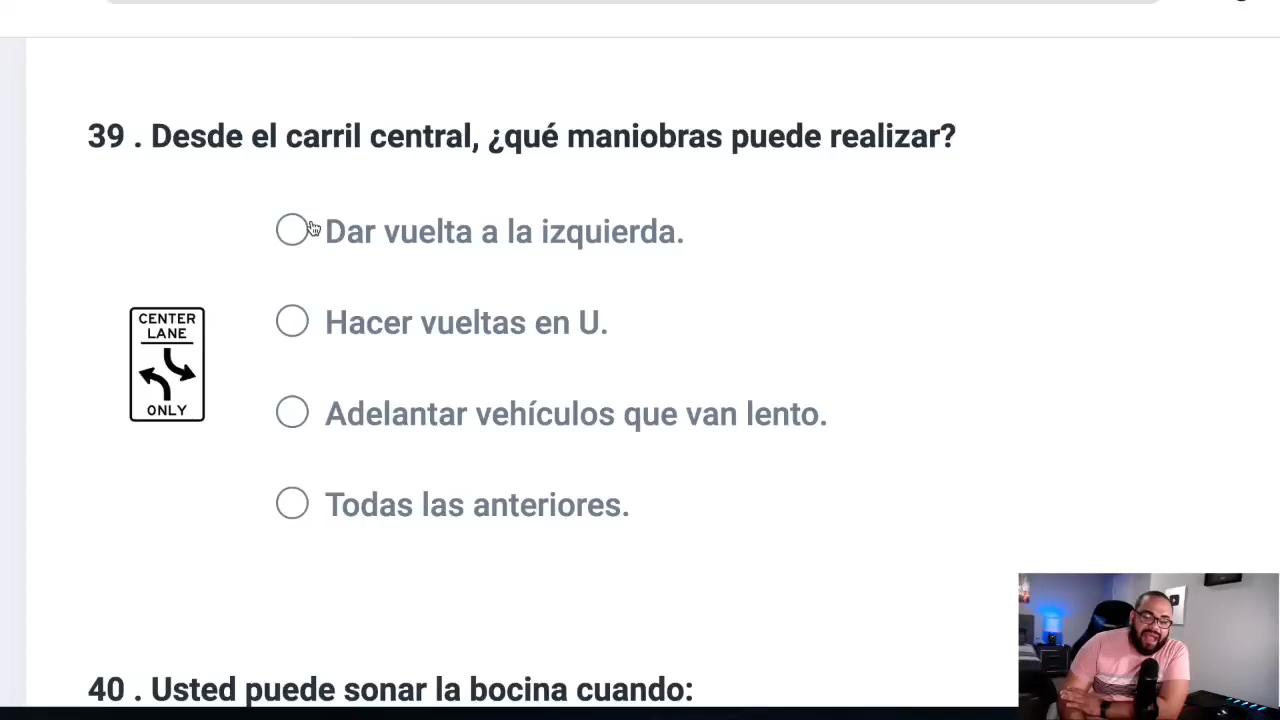 39 . Desde el carril central, ¿qué maniobras puede realizar?
Dar vuelta a la izquierda.
Hacer vueltas en U.
CENTER
LANE
ONLY
Adelantar vehículos que van lento.
Todas las anteriores.
40 . Usted puede sonar la bocina cuando: